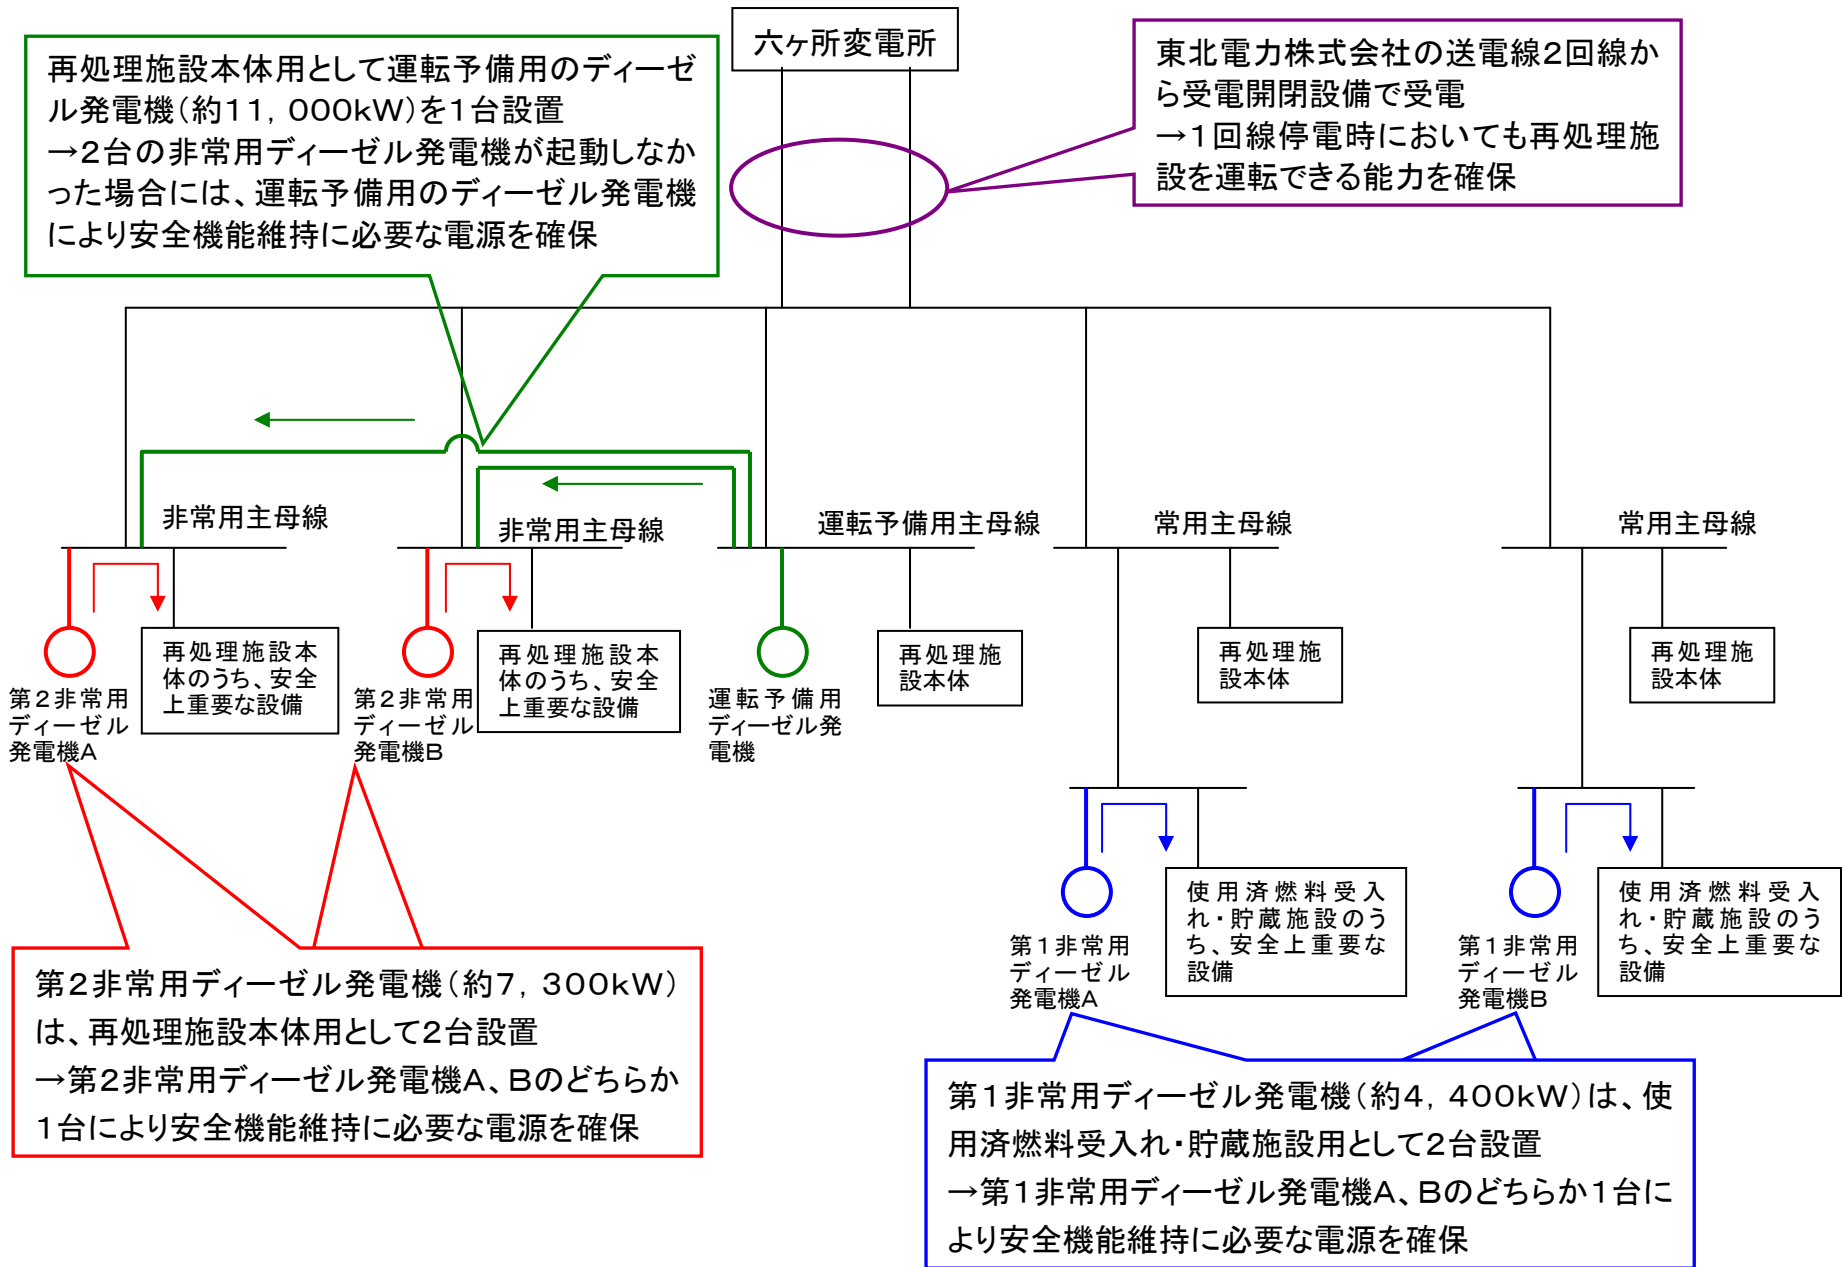 六ヶ所変電所
再処理施設本体用として運転予備用のディーゼ
ル発電機（約11，000kW）を1台設置
→2台の非常用ディーゼル発電機が起動しなか
った場合には、運転予備用のディーゼル発電機
により安全機能維持に必要な電源を確保
東北電力株式会社の送電線2回線か
ら受電開閉設備で受電
→1回線停電時においても再処理施
設を運転できる能力を確保
非常用主母線
非常用主母線
運転予備用主母線
常用主母線
常用主母線
第2非常用
ディーゼル
発電機A
再処理施設本
体のうち、安全
上重要な設備
第2非常用
ディーゼル
発電機B
再処理施設本
体のうち、安全
上重要な設備
運転予備用
ディーゼル発
電機
再処理施
設本体
再処理施
設本体
再処理施
設本体
第1非常用
ディーゼル
発電機A
使用済燃料受入
れ・貯蔵施設のう
ち、安全上重要な
設備
第1非常用
ディーゼル
発電機B
使用済燃料受入
れ・貯蔵施設のう
ち、安全上重要な
設備
第2非常用ディーゼル発電機（約7，300kW）
は、再処理施設本体用として2台設置
→第2非常用ディーゼル発電機A、Bのどちらか
1台により安全機能維持に必要な電源を確保
第1非常用ディーゼル発電機（約4，400kW）は、使
用済燃料受入れ・貯蔵施設用として2台設置
→第1非常用ディーゼル発電機A、Bのどちらか1台に
より安全機能維持に必要な電源を確保